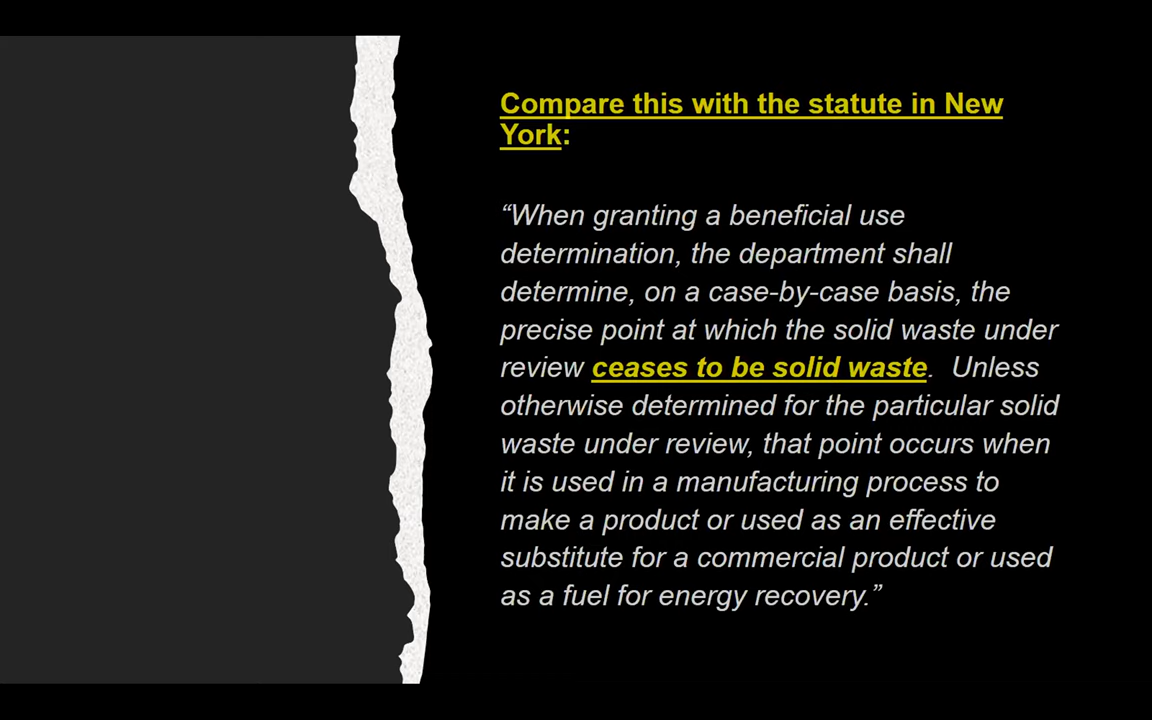 Compare this with the statute in New
York:
“When granting a beneficial use
determination, the department shall
determine, on a case-by-case basis, the
precise point at which the solid waste under
review ceases to be solid waste.  Unless
otherwise determined for the particular solid
waste under review, that point occurs when
it is used in a manufacturing process to
make a product or used as an effective
substitute for a commercial product or used
as a fuel for energy recovery.”